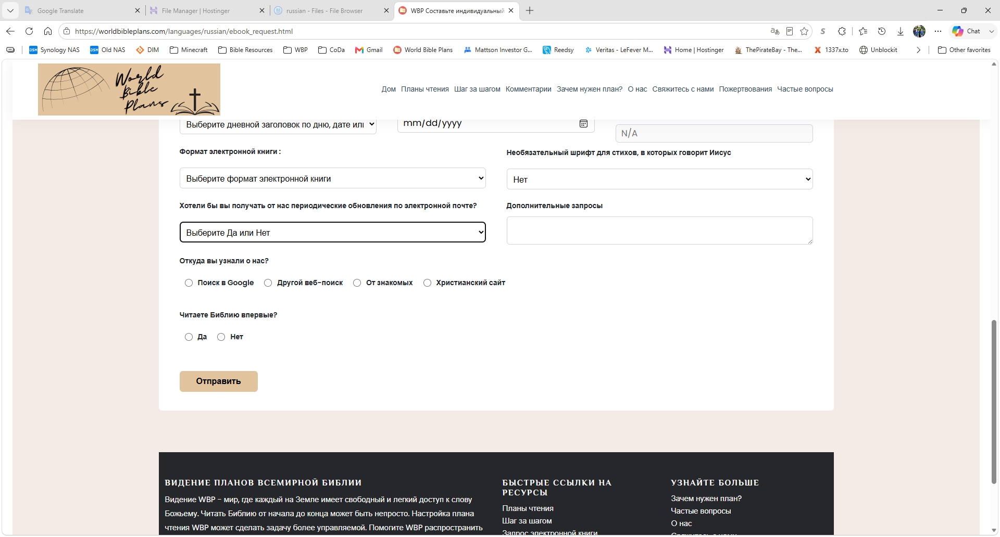 Google Translate
File Manager | Hostinger
russian - Files - File Browser
WBP Составьте индивидуальный
https://worldbibleplans.com/languages/russian/ebook_request.html
Chat
Synology NAS
Old NAS
DIM
Minecraft
Bible Resources
WBP
CoDa
Gmail
World Bible Plans
Mattson Investor G...
Reedsy
Veritas - LeFever M...
Home | Hostinger
ThePirateBay - The...
1337x.to
Unblockit
Other favorites
World
Bible
Plans
Дом Планы чтения Шаг за шагом Комментарии Зачем нужен план? О нас Свяжитесь с нами Пожертвования Частые вопросы
Выберите дневной заголовок по дню, дате или
mm/dd/yyyy
N/A
Формат электронной книги :
Необязательный шрифт для стихов, в которых говорит Иисус
Выберите формат электронной книги
Нет
Хотели бы вы получать от нас периодические обновления по электронной почте?
Дополнительные запросы
Выберите Да или Нет
Откуда вы узнали о нас?
Поиск в Google Другой веб-поиск От знакомых Христианский сайт
Читаете Библию впервые?
Да Нет
Отправить
ВИДЕНИЕ ПЛАНОВ ВСЕМИРНОЙ БИБЛИИ
Видение WBP – мир, где каждый на Земле имеет свободный и легкий доступ к слову
Божьему. Читать Библию от начала до конца может быть непросто. Настройка плана
чтения WBP может сделать задачу более управляемой. Помогите WBP распространить
БЫСТРЫЕ ССЫЛКИ НА
РЕСУРСЫ
Планы чтения
Шаг за шагом
Запрос электронной книги
УЗНАЙТЕ БОЛЬШЕ
Зачем нужен план?
Частые вопросы
О нас
Свяжитесь с нами